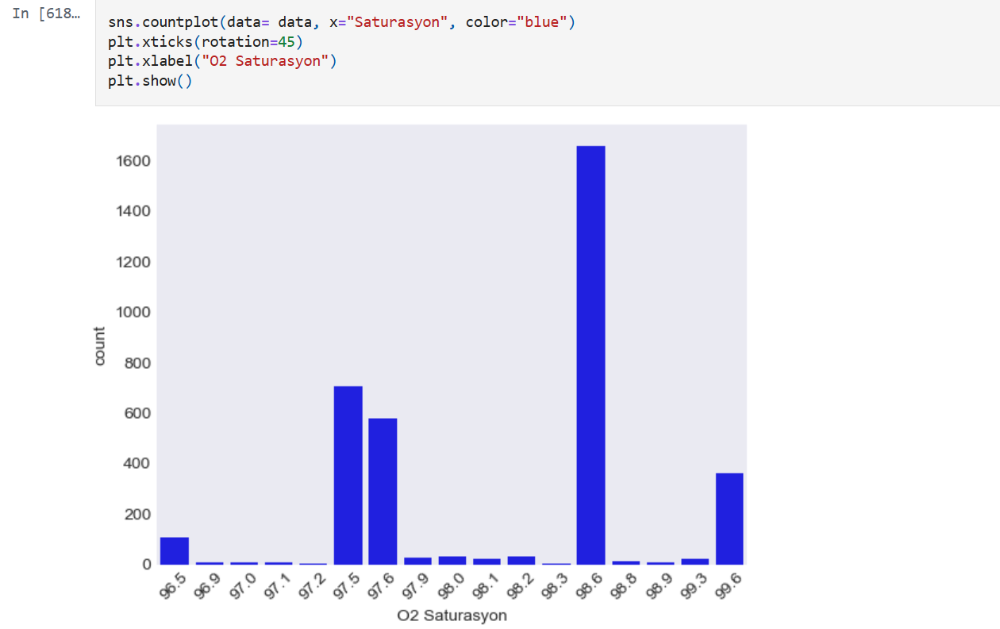 In [618…
sns.countplot(data= data, x="Saturasyon", color="blue")
plt.xticks(rotation=45)
plt.xlabel("O2 Saturasyon")
plt.show()
1600
1400
1200
1000
800
600
400
200
0
count
96.5 96.9 97.0 97.1 97.2 97.5 97.6 97.9 98.0 98.1 98.2 98.3 98.6 98.8 98.9 99.3 99.6
O2 Saturasyon